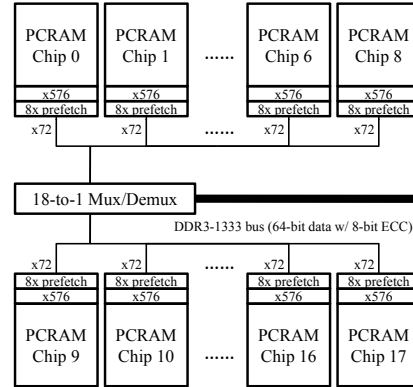 PCRAM PCRAM ...... PCRAM PCRAM
Chip 0 Chip 1 Chip 6 Chip 8
x576 x576 x576 x576
8x prefetch 8x prefetch 8x prefetch 8x prefetch
x72 x72 ...... x72 x72
18-to-1 Mux/Demux
DDR3-1333 bus (64-bit data w/ 8-bit ECC)
x72 x72 ...... x72 x72
8x prefetch 8x prefetch 8x prefetch 8x prefetch
x576 x576 x576 x576
PCRAM PCRAM PCRAM PCRAM
Chip 9 Chip 10 ...... Chip 16 Chip 17